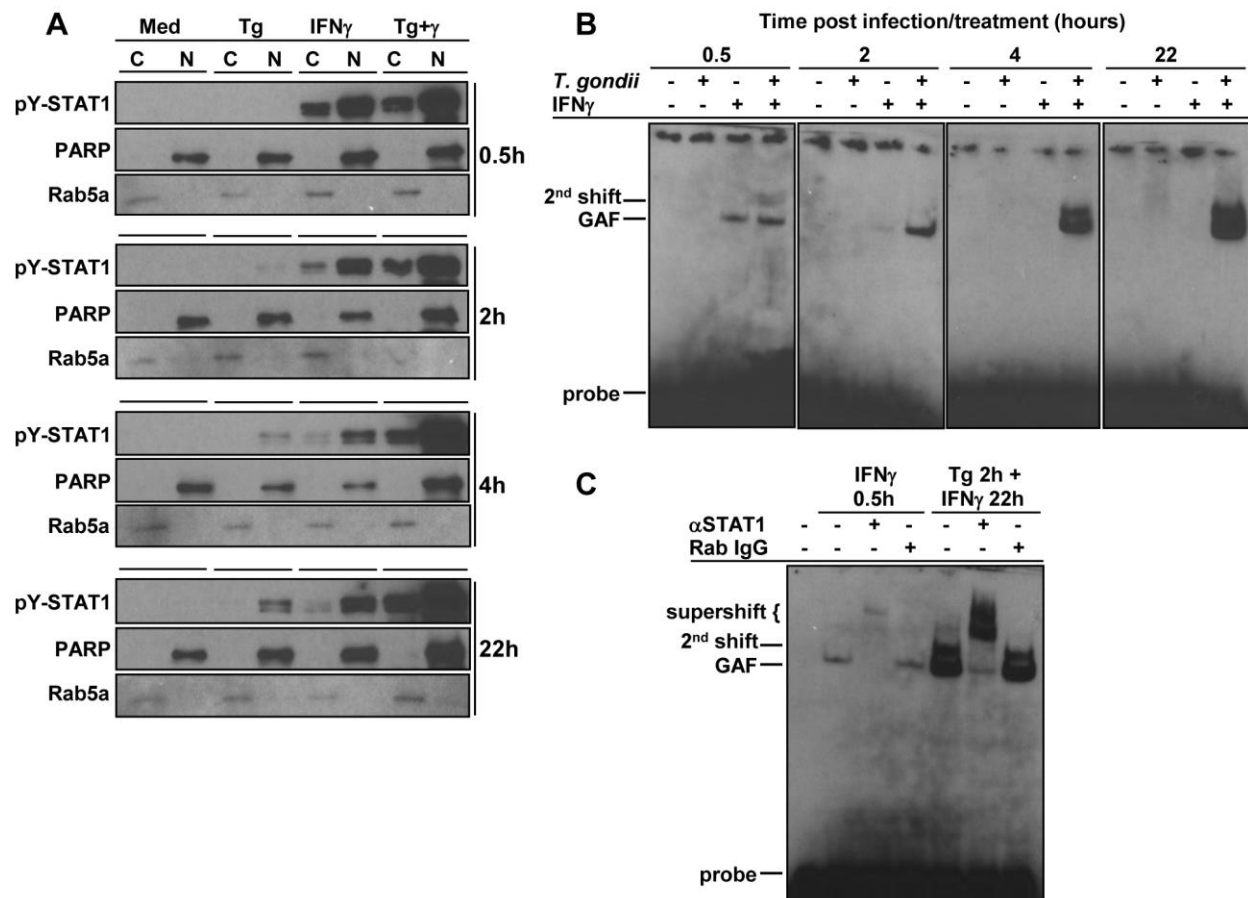 A
Med Tg IFNγ Tg+γ
C N C N C N C N
pY-STAT1
PARP
Rab5a
0.5h
pY-STAT1
PARP
Rab5a
2h
pY-STAT1
PARP
Rab5a
4h
pY-STAT1
PARP
Rab5a
22h
B
Time post infection/treatment (hours)
0.5 2 4 22
T. gondii - + - + - + - + - + - + - + - +
IFNγ - - + + - - + + - - + + - - + +
2nd shift
GAF
probe
C
IFNγ 0.5h
Tg 2h + IFNγ 22h
αSTAT1 - - + - - + -
Rab IgG - - - + - - +
supershift {
2nd shift
GAF
probe